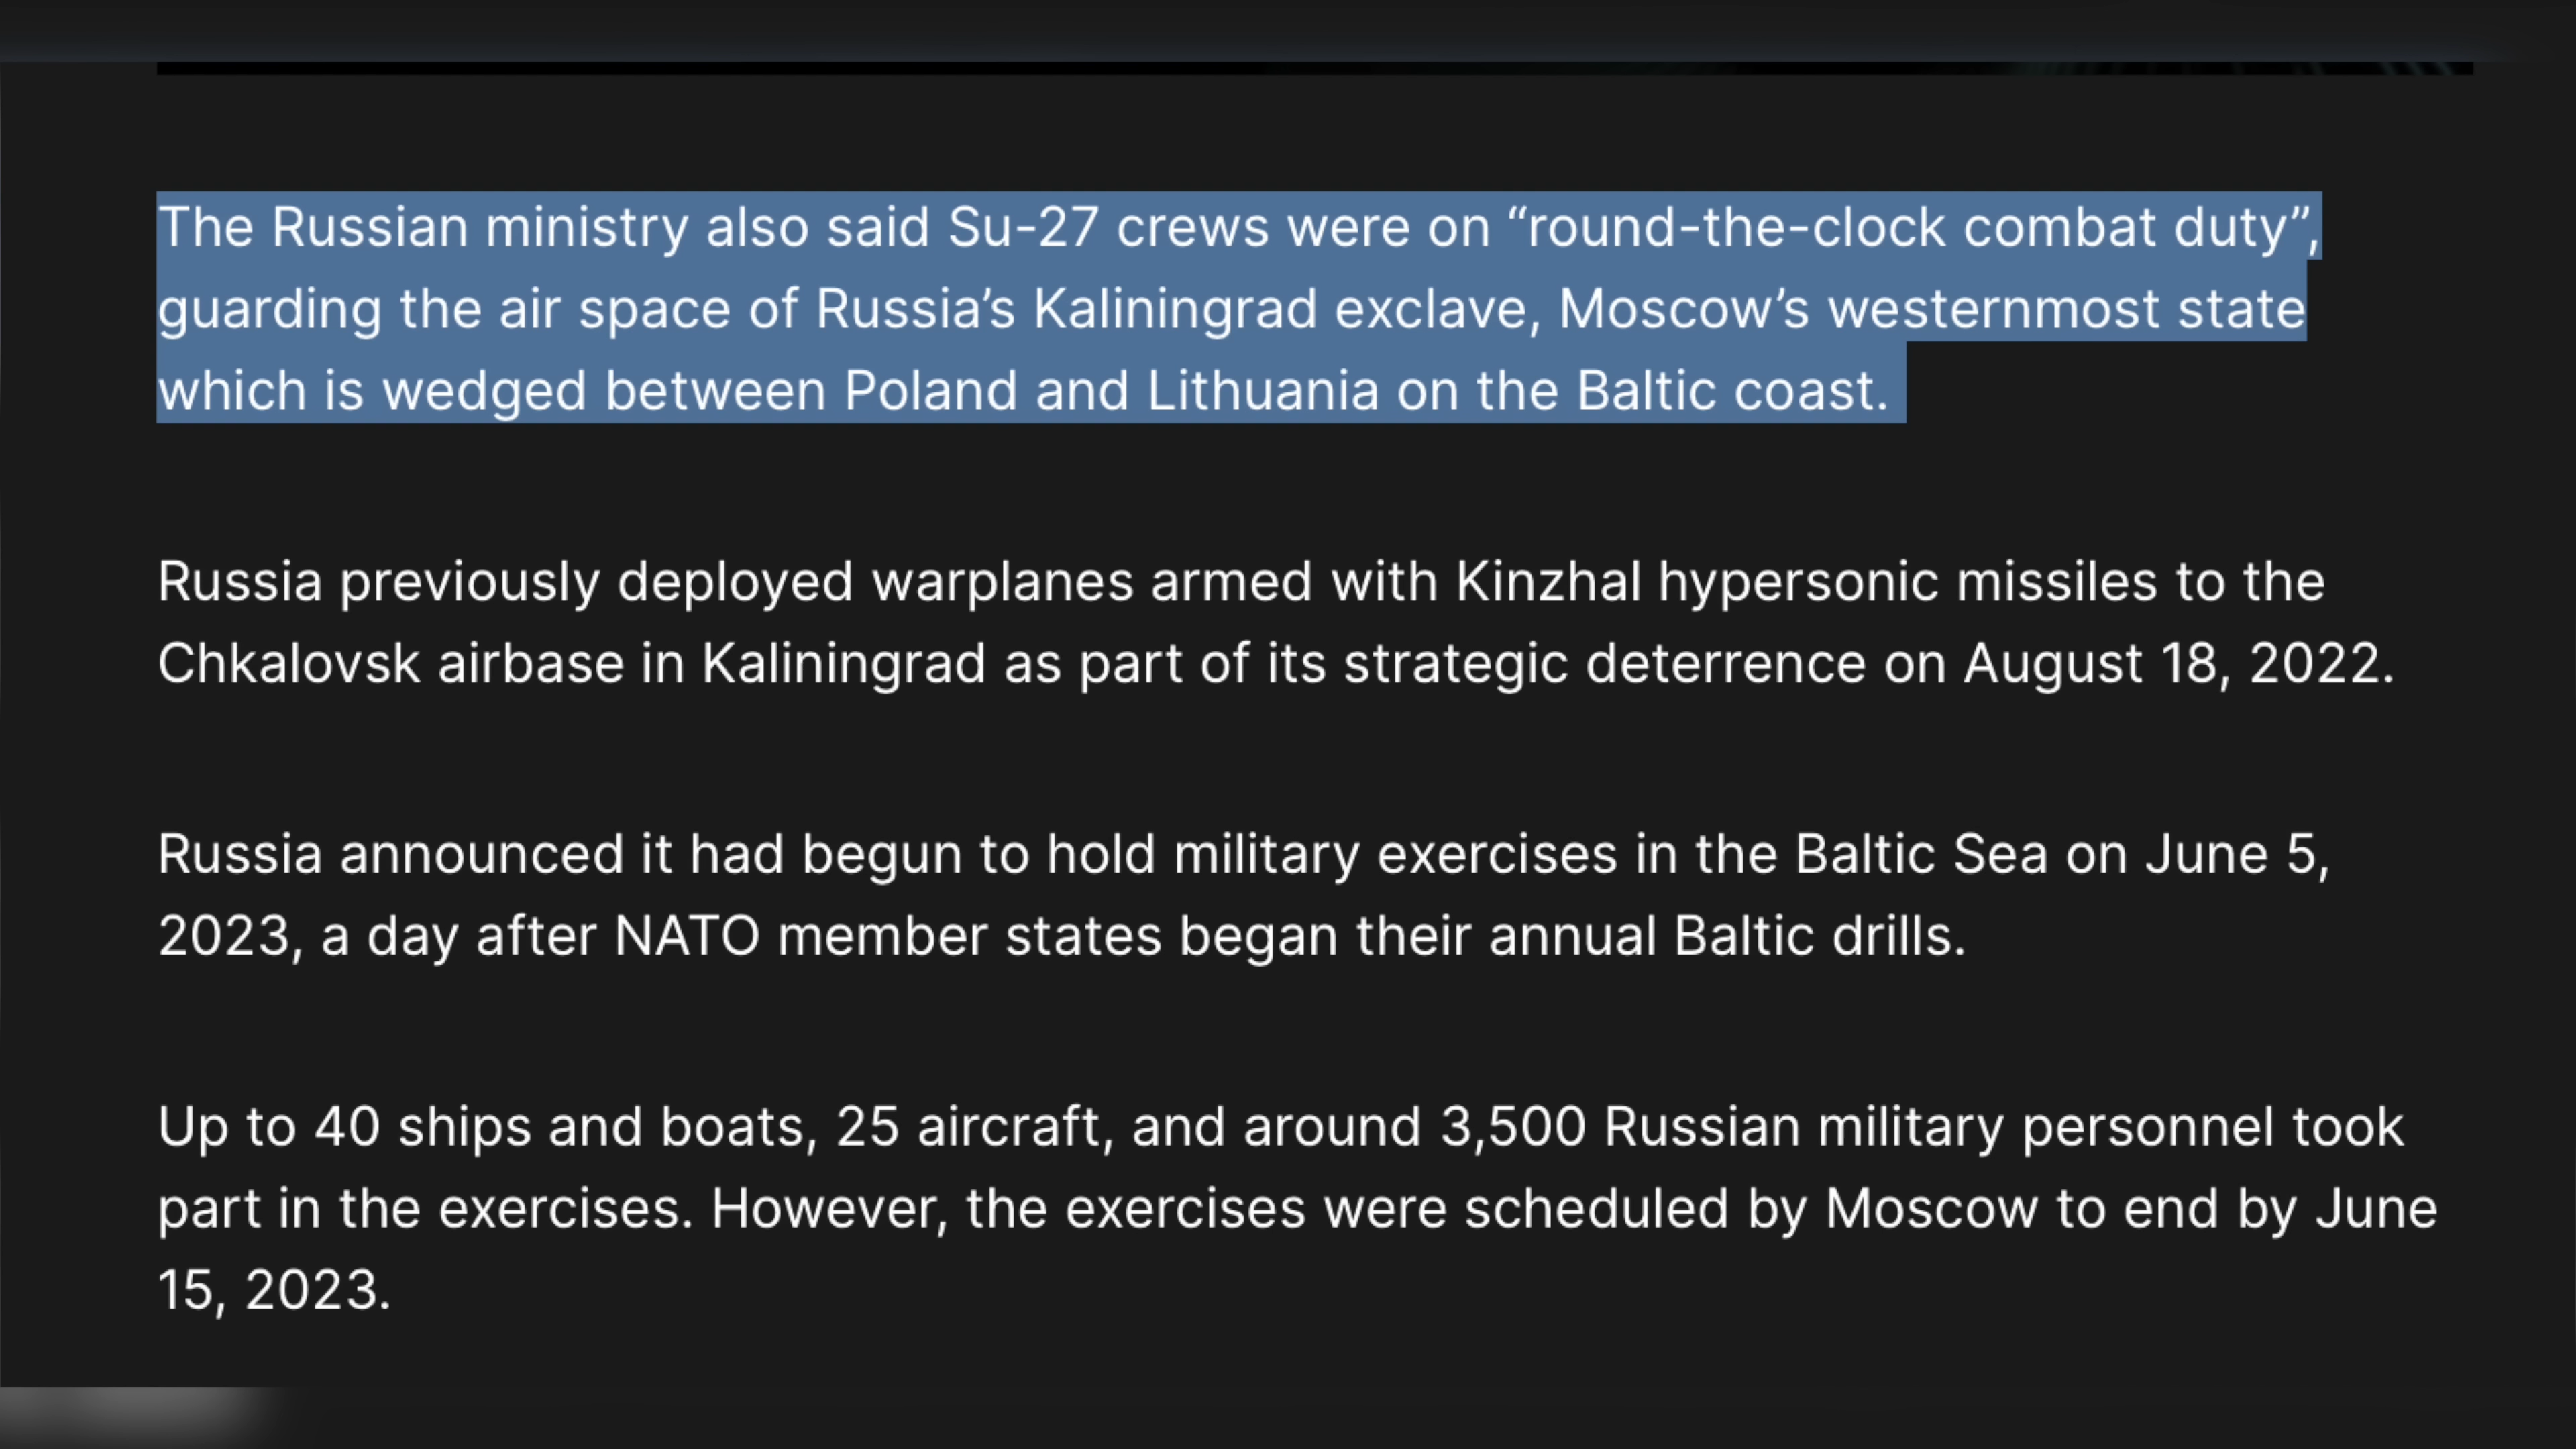 The Russian ministry also said Su-27 crews were on “round-the-clock combat duty”,
guarding the air space of Russia’s Kaliningrad exclave, Moscow’s westernmost state
which is wedged between Poland and Lithuania on the Baltic coast.
Russia previously deployed warplanes armed with Kinzhal hypersonic missiles to the
Chkalovsk airbase in Kaliningrad as part of its strategic deterrence on August 18, 2022.
Russia announced it had begun to hold military exercises in the Baltic Sea on June 5,
2023, a day after NATO member states began their annual Baltic drills.
Up to 40 ships and boats, 25 aircraft, and around 3,500 Russian military personnel took
part in the exercises. However, the exercises were scheduled by Moscow to end by June
15, 2023.